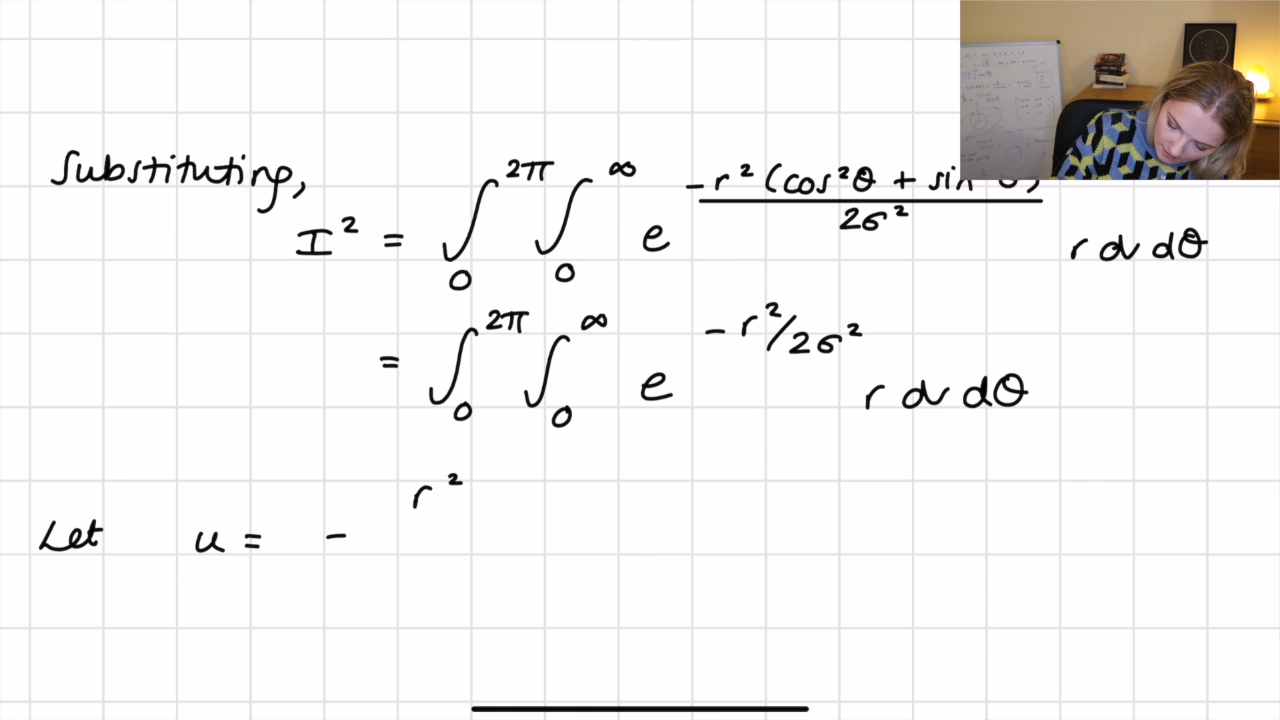 Substituting,
I² = ∫₀^2π ∫₀^∞ e^-r²(cos²θ + sin θ)/2σ² r dr dθ
= ∫₀^2π ∫₀^∞ e^-r²/2σ² r dr dθ
Let u = - r²